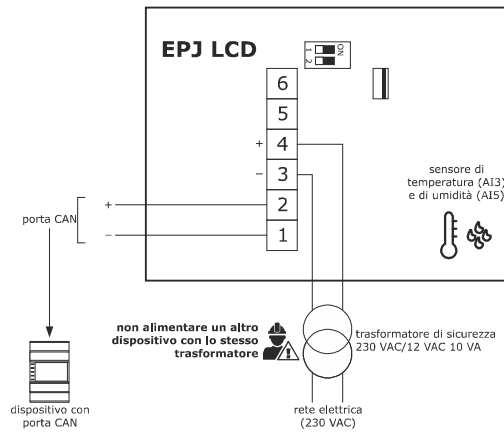 EPJ LCD
ON
1
2
6
5
+ 4
− 3
+ 2
− 1
porta CAN
sensore di
temperatura (AI3)
e di umidità (AI5)
non alimentare un altro
dispositivo con lo stesso
trasformatore
trasformatore di sicurezza
230 VAC/12 VAC 10 VA
dispositivo con
porta CAN
rete elettrica
(230 VAC)